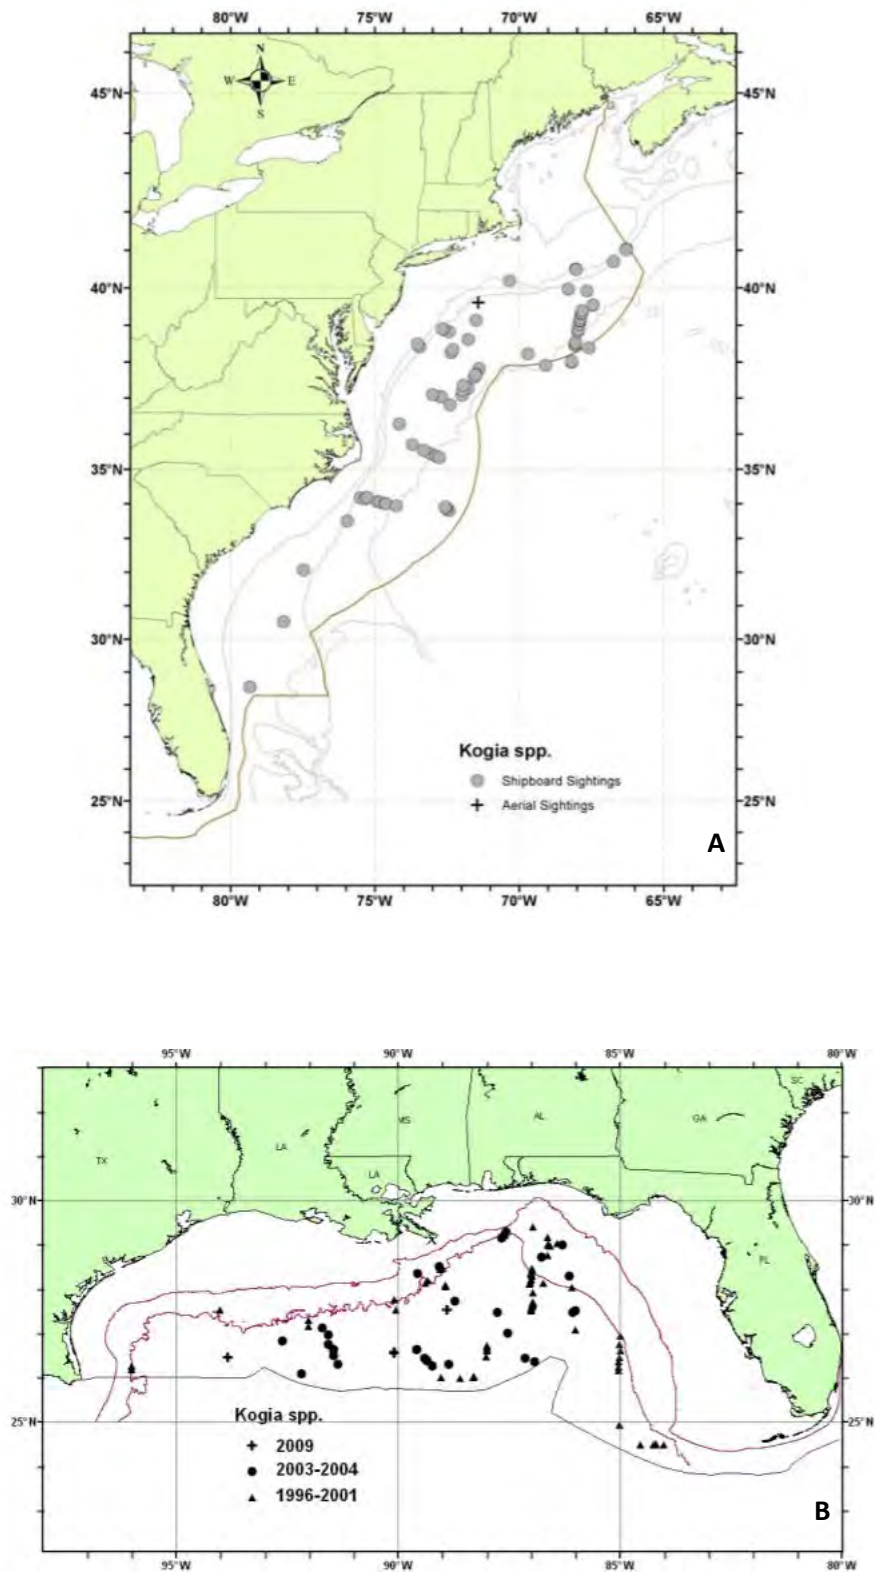 80°W 75°W 70°W 65°W
N
W E
S
45°N 45°N
40°N 40°N
35°N 35°N
30°N 30°N
Kogia spp.
Shipboard Sightings
25°N Aerial Sightings 25°N
A
80°W 75°W 70°W 65°W
95°W 90°W 85°W 80°W
SC
MS AL GA
LA
TX
LA
30°N 30°N
FL
25°N 25°N
Kogia spp.
2009
2003-2004
1996-2001
B
95°W 90°W 85°W 80°W